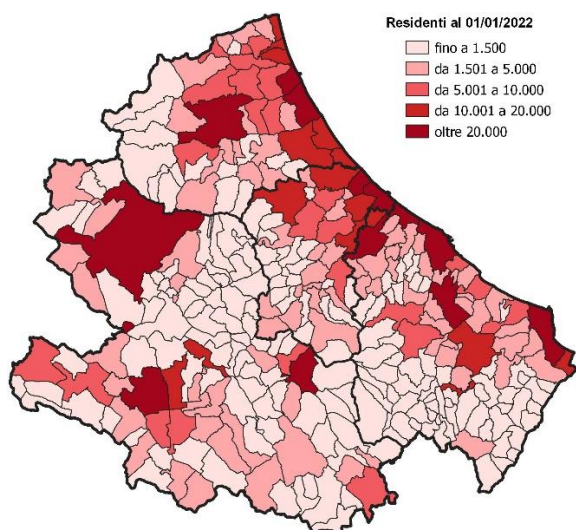 Residenti al 01/01/2022
fino a 1.500
da 1.501 a 5.000
da 5.001 a 10.000
da 10.001 a 20.000
oltre 20.000